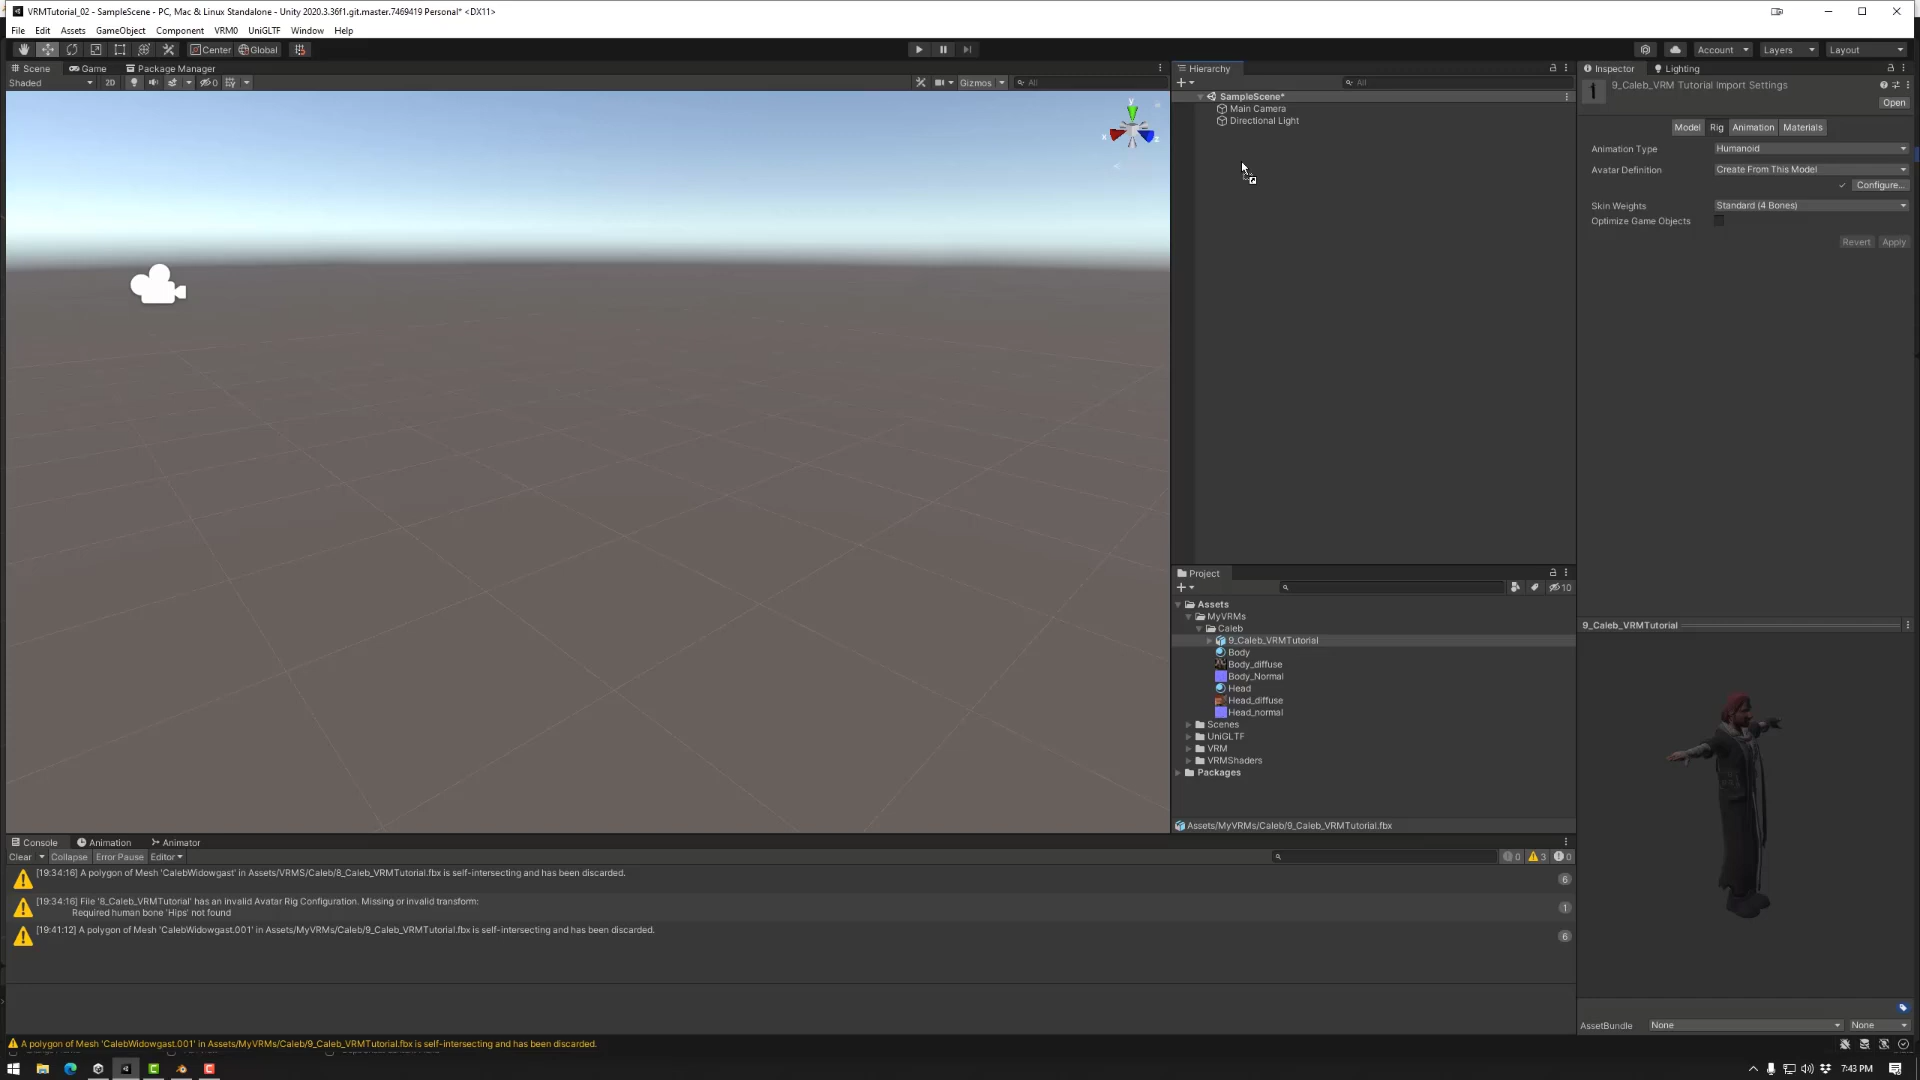 VRMTutorial_02 - SampleScene - PC, Mac & Linux Standalone - Unity 2020.3.36f1.git.master.7469419 Personal* <DX11>
File Edit Assets GameObject Component VRM0 UniGLTF Window Help
Center Global Account Layers Layout
Scene Game Package Manager
Shaded 2D 0 Gizmos All
Hierarchy
All
SampleScene*
Main Camera
Directional Light
Inspector Lighting
9_Caleb_VRM Tutorial Import Settings
Open
Model Rig Animation Materials
Animation Type Humanoid
Avatar Definition Create From This Model
Configure...
Skin Weights Standard (4 Bones)
Optimize Game Objects
Revert Apply
Project
10
Assets
MyVRMs
Caleb
9_Caleb_VRMTutorial
Body
Body_diffuse
Body_Normal
Head
Head_diffuse
Head_normal
Scenes
UniGLTF
VRM
VRMShaders
Packages
Assets/MyVRMs/Caleb/9_Caleb_VRMTutorial.fbx
9_Caleb_VRMTutorial
AssetBundle None None
Console Animation Animator
Clear Collapse Error Pause Editor 0 3 0
[19:34:16] A polygon of Mesh 'CalebWidowgast' in Assets/VRMS/Caleb/8_Caleb_VRMTutorial.fbx is self-intersecting and has been discarded.
6
[19:34:16] File '8_Caleb_VRMTutorial' has an invalid Avatar Rig Configuration. Missing or invalid transform:
Required human bone 'Hips' not found
1
[19:41:12] A polygon of Mesh 'CalebWidowgast.001' in Assets/MyVRMs/Caleb/9_Caleb_VRMTutorial.fbx is self-intersecting and has been discarded.
6
A polygon of Mesh 'CalebWidowgast.001' in Assets/MyVRMs/Caleb/9_Caleb_VRMTutorial.fbx is self-intersecting and has been discarded.
7:43 PM